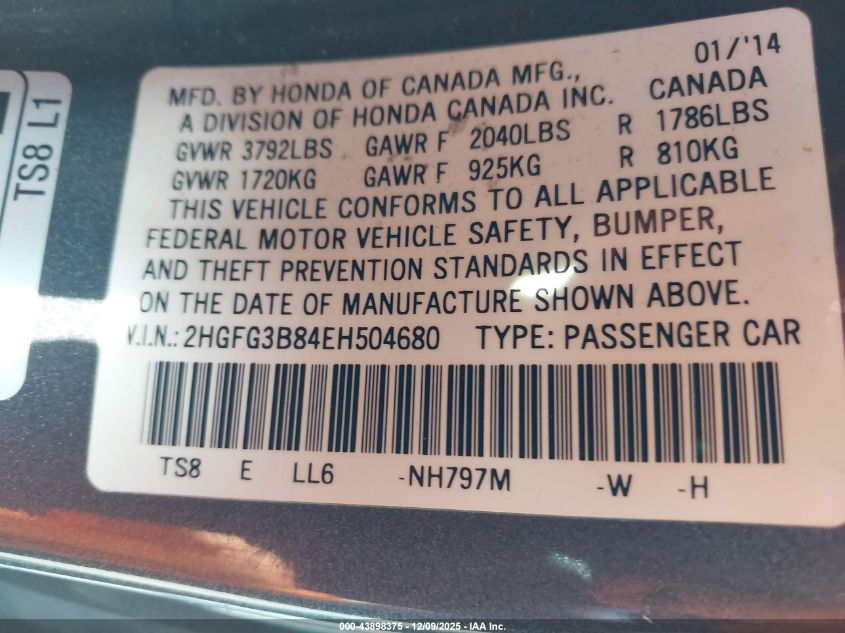 TS8 L1
01/'14
MFD. BY HONDA OF CANADA MFG.,
A DIVISION OF HONDA CANADA INC. CANADA
GVWR 3792LBS GAWR F 2040LBS R 1786LBS
GVWR 1720KG GAWR F 925KG R 810KG
THIS VEHICLE CONFORMS TO ALL APPLICABLE
FEDERAL MOTOR VEHICLE SAFETY, BUMPER,
AND THEFT PREVENTION STANDARDS IN EFFECT
ON THE DATE OF MANUFACTURE SHOWN ABOVE.
V.I.N.: 2HGFG3B84EH504680 TYPE: PASSENGER CAR
TS8 E LL6 -NH797M -W -H
000-43898375 - 12/09/2025 - IAA Inc.